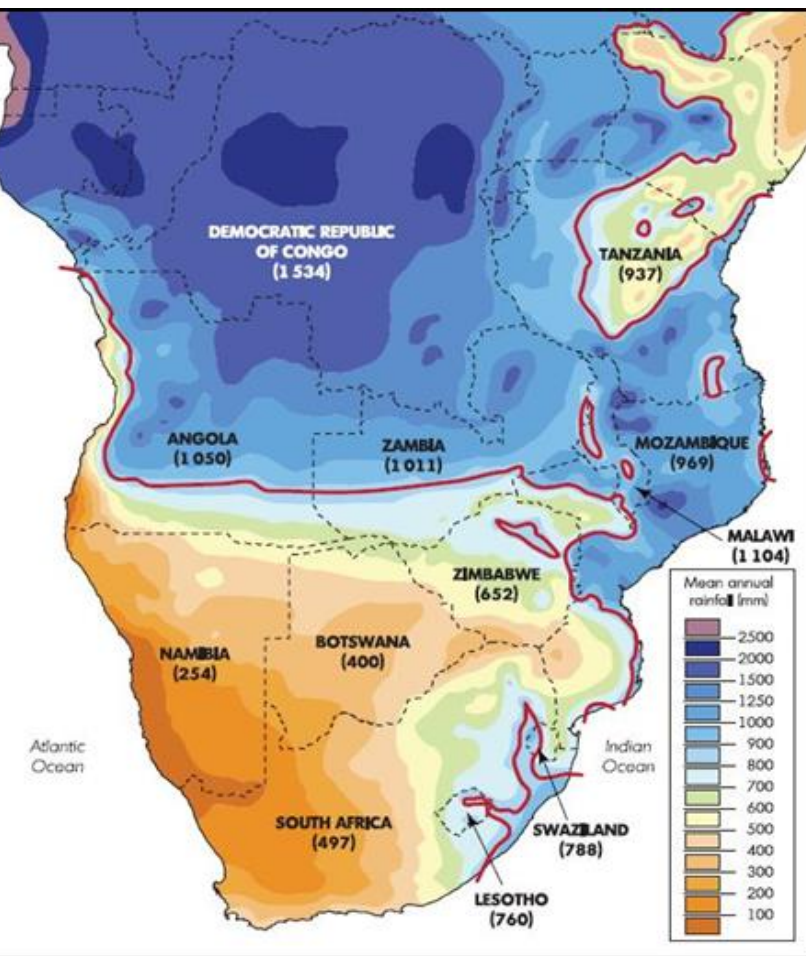 DEMOCRATIC REPUBLIC
OF CONGO
(1 534)
TANZANIA
(937)
ANGOLA
(1 050)
ZAMBIA
(1 011)
MOZAMBIQUE
(969)
MALAWI
(1 104)
ZIMBABWE
(652)
Mean annual
rainfall (mm)
2500
2000
1500
1250
1000
900
800
700
600
500
400
300
200
100
NAMIBIA
(254)
BOTSWANA
(400)
Atlantic
Ocean
Indian
Ocean
SOUTH AFRICA
(497)
SWAZILAND
(788)
LESOTHO
(760)